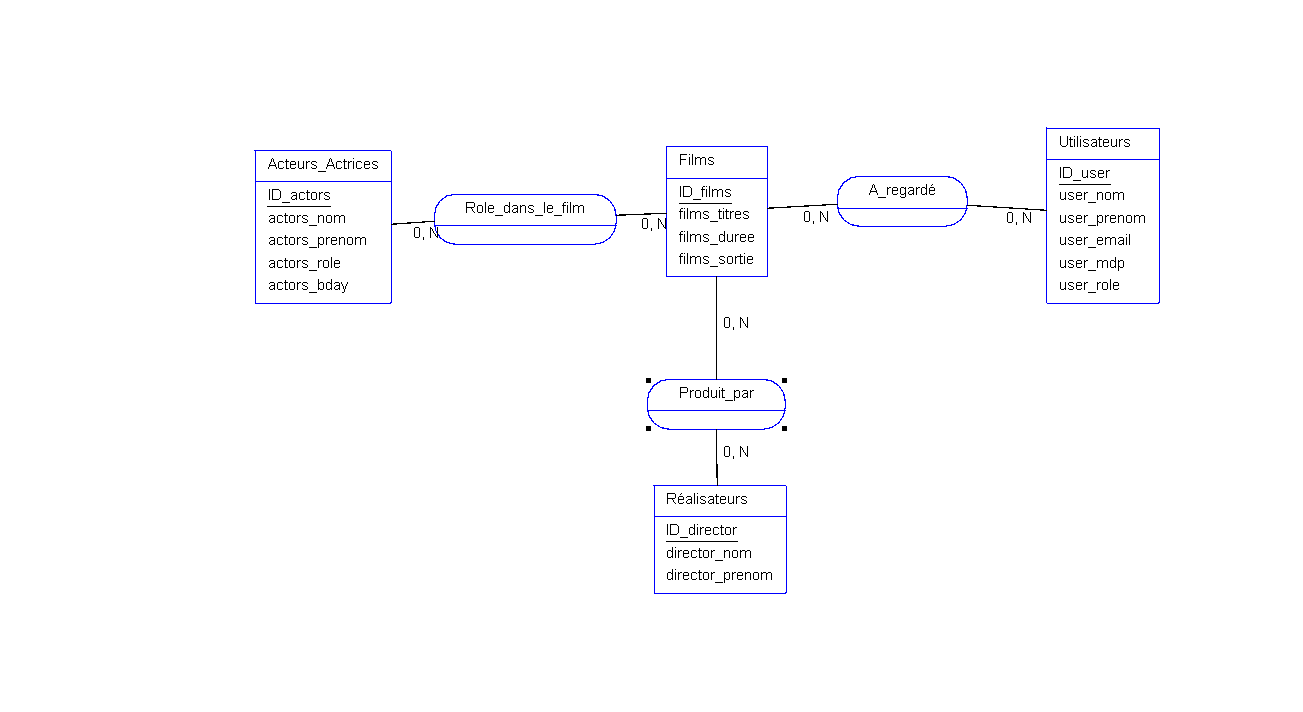 Acteurs_Actrices
ID_actors
actors_nom
actors_prenom
actors_role
actors_bday
0, N
Role_dans_le_film
0, N
Films
ID_films
films_titres
films_duree
films_sortie
0, N
A_regardé
0, N
Utilisateurs
ID_user
user_nom
user_prenom
user_email
user_mdp
user_role
0, N
Produit_par
0, N
Réalisateurs
ID_director
director_nom
director_prenom